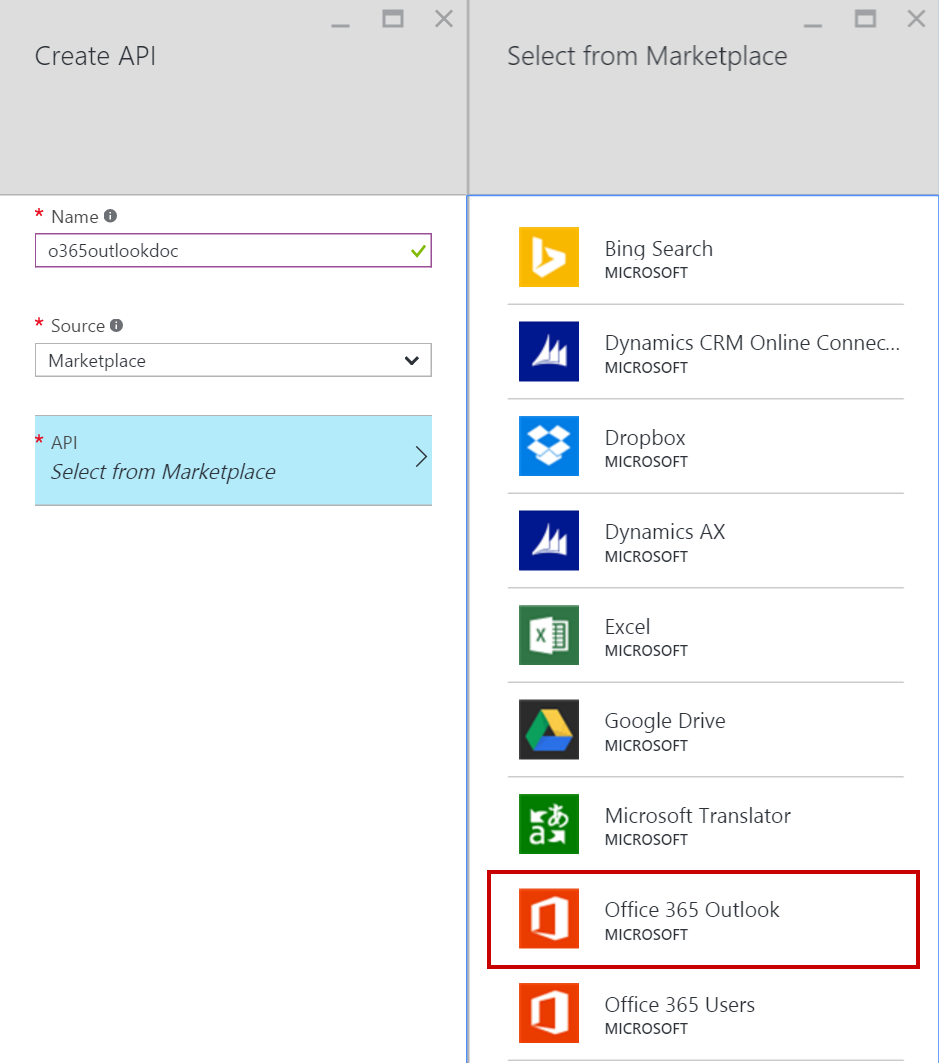 Create API
* Name
o365outlookdoc
* Source
Marketplace
* API
Select from Marketplace
Select from Marketplace
Bing Search
MICROSOFT
Dynamics CRM Online Connec...
MICROSOFT
Dropbox
MICROSOFT
Dynamics AX
MICROSOFT
Excel
MICROSOFT
Google Drive
MICROSOFT
Microsoft Translator
MICROSOFT
Office 365 Outlook
MICROSOFT
Office 365 Users
MICROSOFT